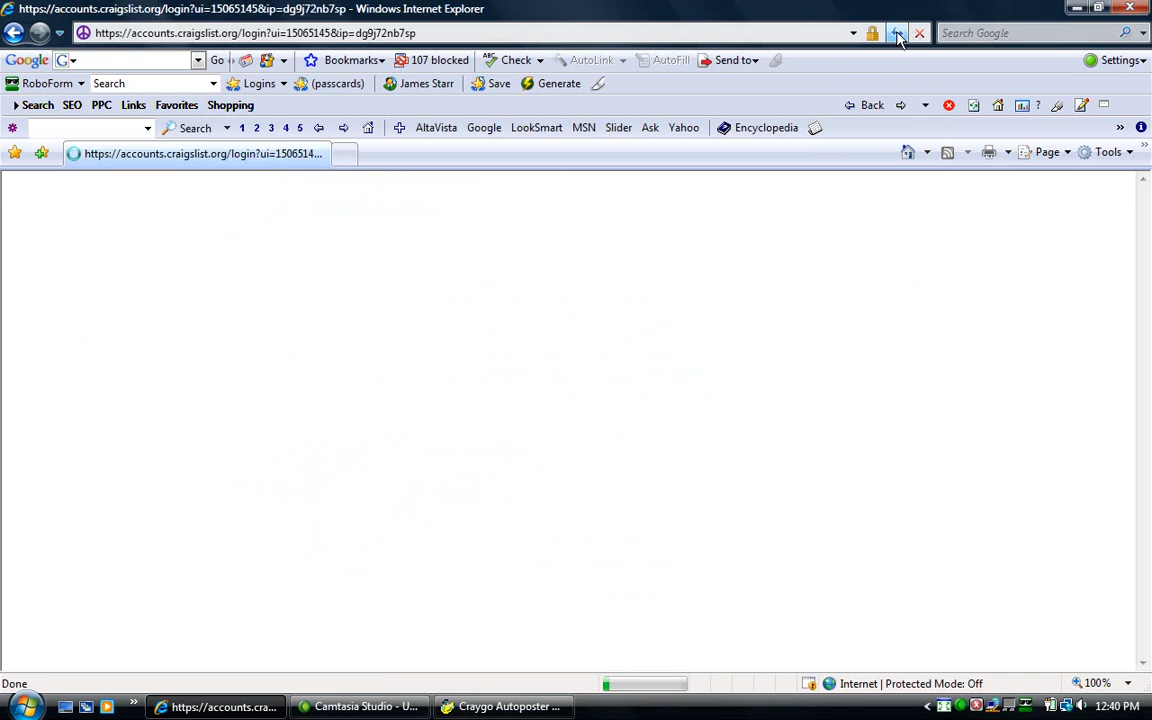 https://accounts.craigslist.org/login?ui=15065145&ip=dg9j72nb7sp - Windows Internet Explorer
https://accounts.craigslist.org/login?ui=15065145&ip=dg9j72nb7sp Search Google
Google G Go Bookmarks 107 blocked Check AutoLink AutoFill Send to Settings
RoboForm Search Logins (passcards) James Starr Save Generate
Search SEO PPC Links Favorites Shopping Back ?
Search 1 2 3 4 5 AltaVista Google LookSmart MSN Slider Ask Yahoo Encyclopedia »
https://accounts.craigslist.org/login?ui=1506514... Page Tools »
Done Internet | Protected Mode: Off 100%
» https://accounts.cra... Camtasia Studio - U... Craygo Autoposter ... 12:40 PM